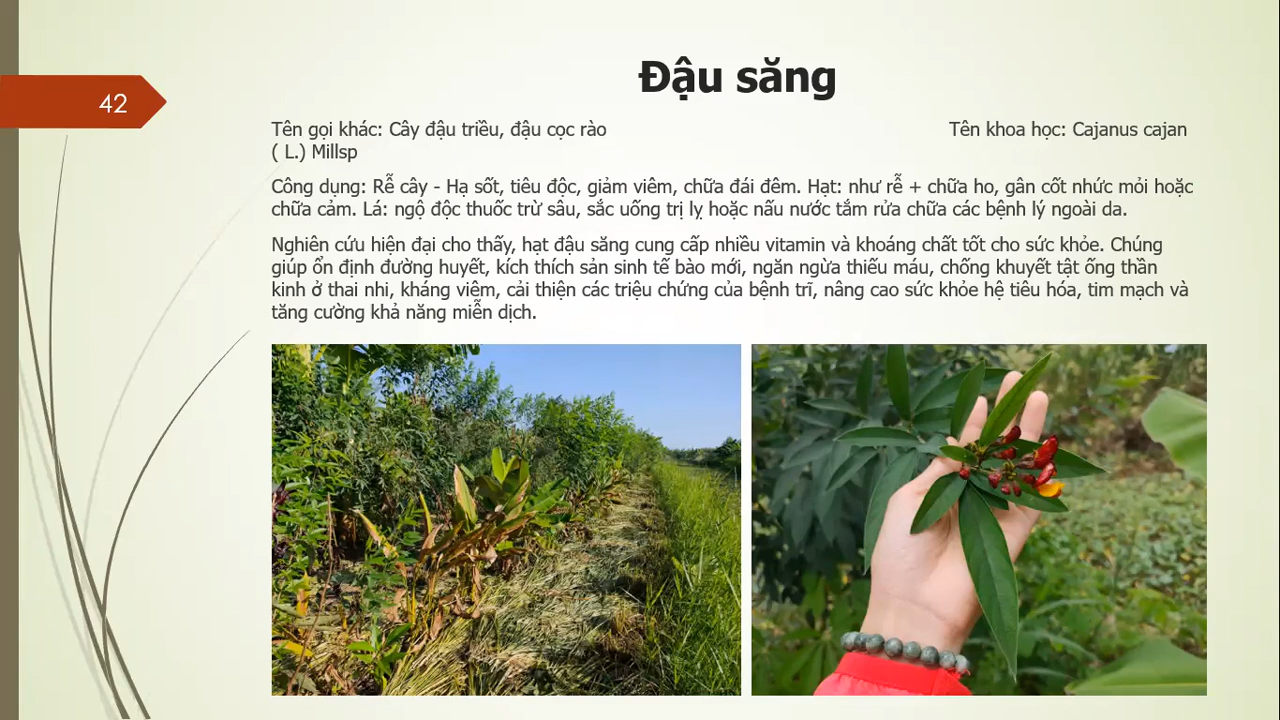 42
Đậu săng
Tên gọi khác: Cây đậu triều, đậu cọc rào Tên khoa học: Cajanus cajan
( L.) Millsp
Công dụng: Rễ cây - Hạ sốt, tiêu độc, giảm viêm, chữa đái đêm. Hạt: như rễ + chữa ho, gân cốt nhức mỏi hoặc
chữa cảm. Lá: ngộ độc thuốc trừ sâu, sắc uống trị lỵ hoặc nấu nước tắm rửa chữa các bệnh lý ngoài da.
Nghiên cứu hiện đại cho thấy, hạt đậu săng cung cấp nhiều vitamin và khoáng chất tốt cho sức khỏe. Chúng
giúp ổn định đường huyết, kích thích sản sinh tế bào mới, ngăn ngừa thiếu máu, chống khuyết tật ống thần
kinh ở thai nhi, kháng viêm, cải thiện các triệu chứng của bệnh trĩ, nâng cao sức khỏe hệ tiêu hóa, tim mạch và
tăng cường khả năng miễn dịch.